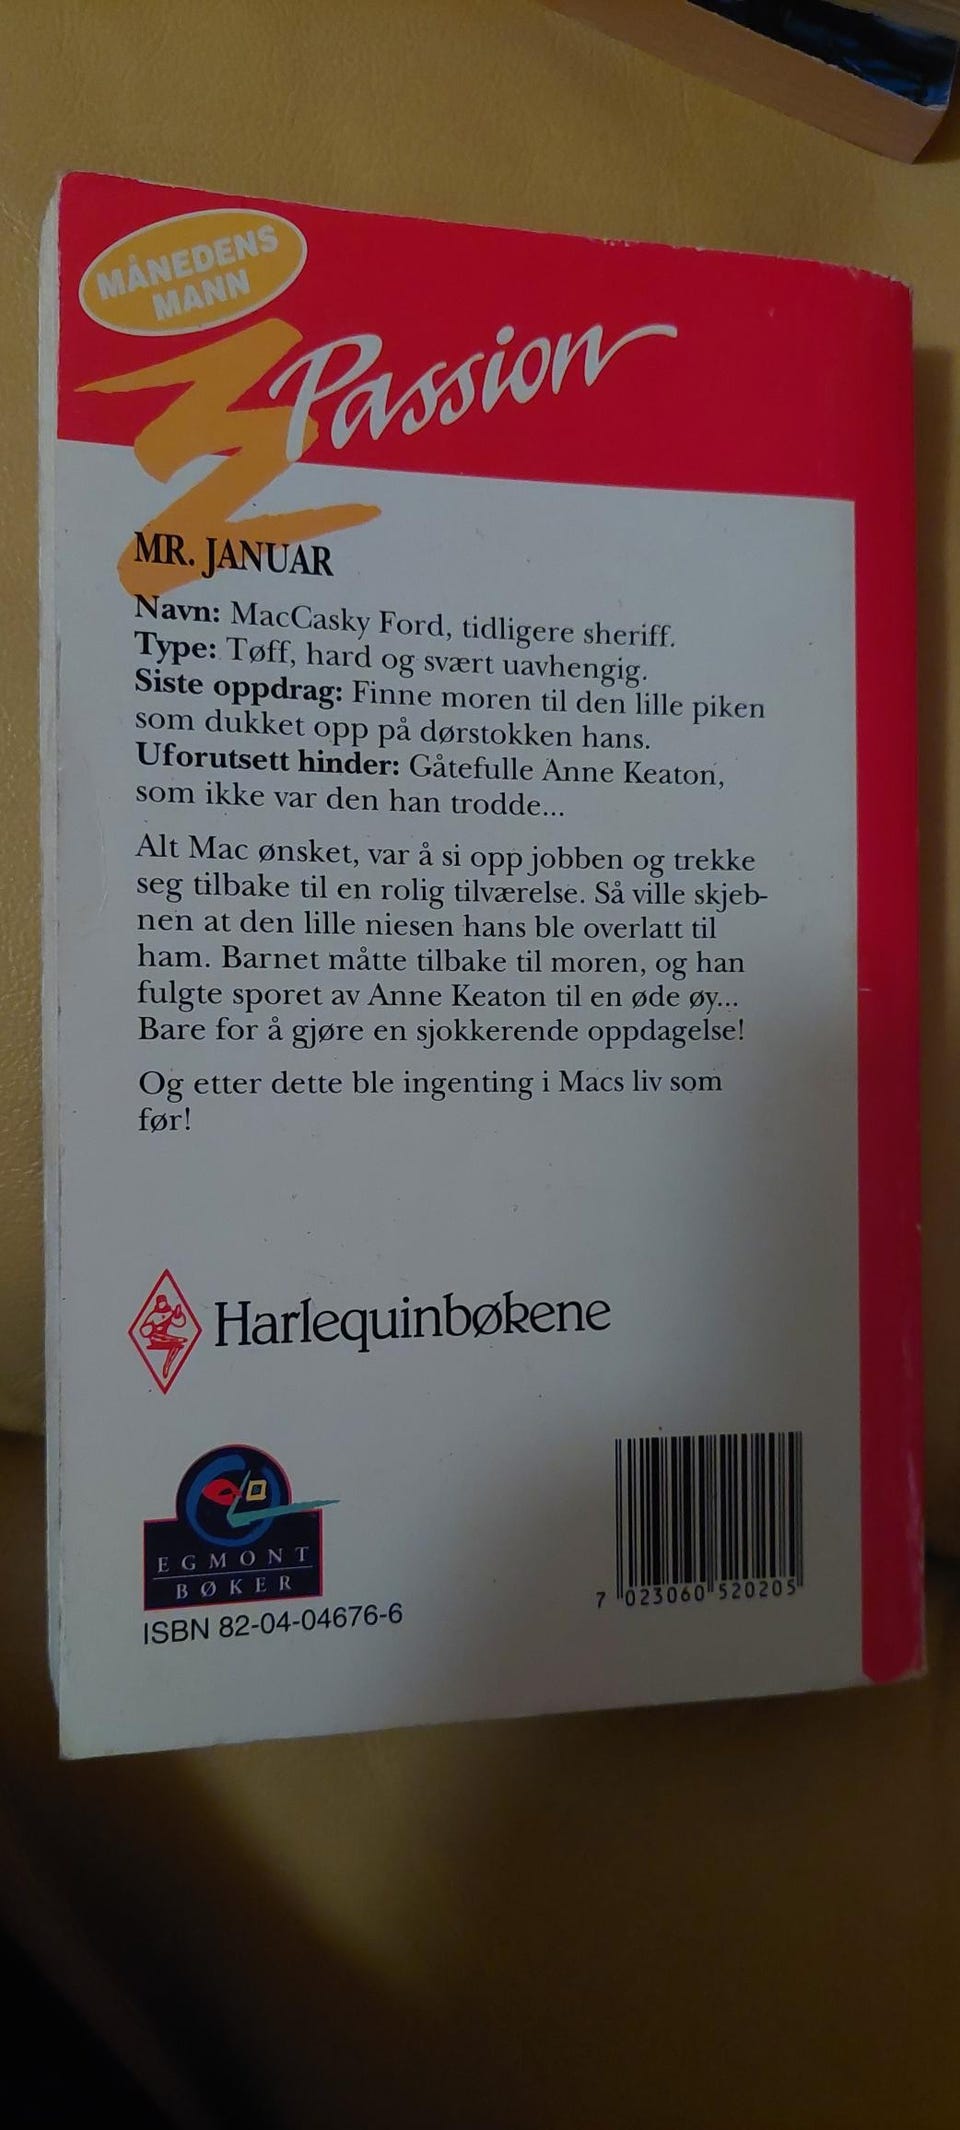 MÅNEDENS
MANN
Passion
MR. JANUAR
Navn: MacCasky Ford, tidligere sheriff.
Type: Tøff, hard og svært uavhengig.
Siste oppdrag: Finne moren til den lille piken
som dukket opp på dørstokken hans.
Uforutsett hinder: Gåtefulle Anne Keaton,
som ikke var den han trodde...
Alt Mac ønsket, var å si opp jobben og trekke
seg tilbake til en rolig tilværelse. Så ville skjeb-
nen at den lille niesen hans ble overlatt til
ham. Barnet måtte tilbake til moren, og han
fulgte sporet av Anne Keaton til en øde øy...
Bare for å gjøre en sjokkerende oppdagelse!
Og etter dette ble ingenting i Macs liv som
før!
Harlequinbøkene
EGMONT
BØKER
ISBN 82-04-04676-6
7 023060 520205